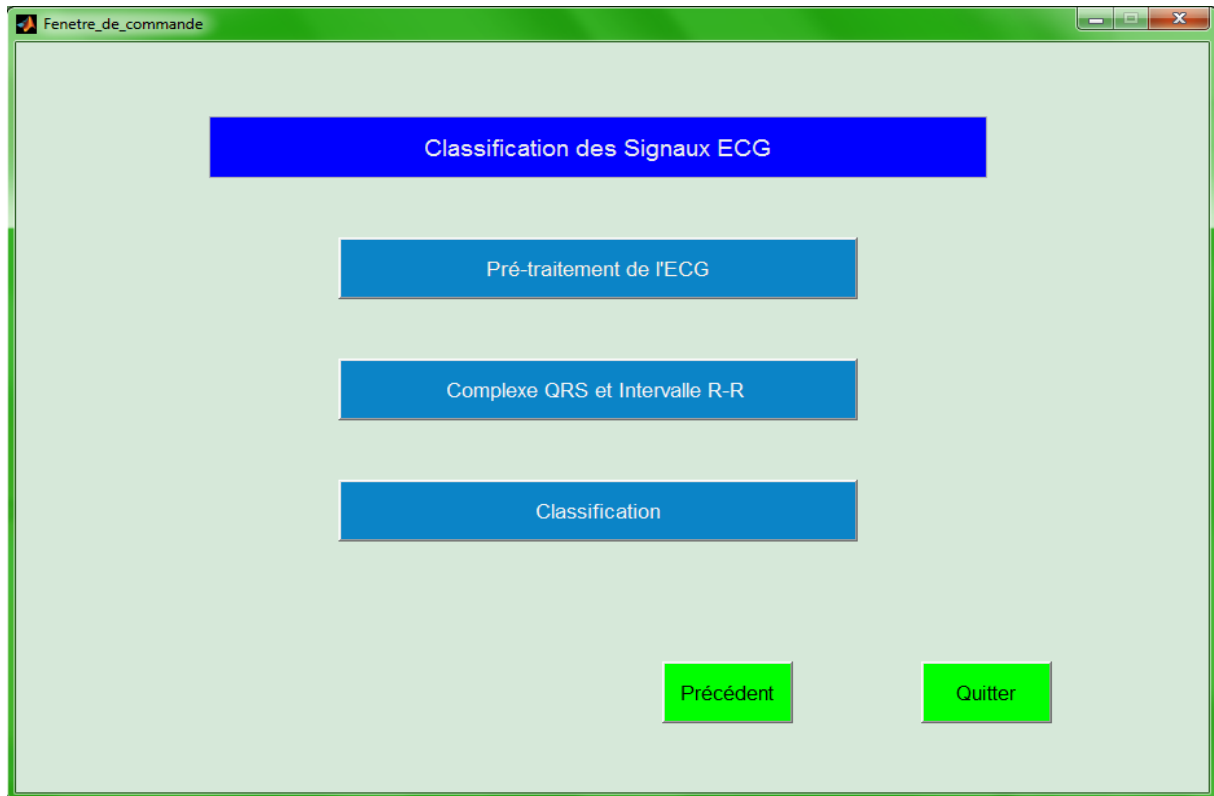 Fenetre_de_commande
Classification des Signaux ECG
Pré-traitement de l'ECG
Complexe QRS et Intervalle R-R
Classification
Précédent
Quitter